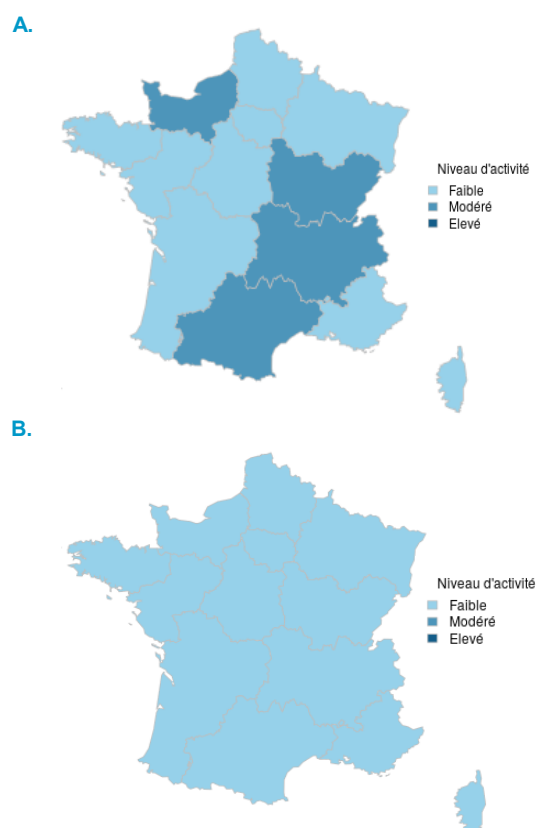 A.
Niveau d'activité
Faible
Modéré
Elevé
B.
Niveau d'activité
Faible
Modéré
Elevé